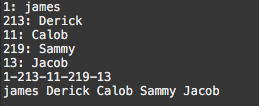 1: james
213: Derick
11: Calob
219: Sammy
13: Jacob
1-213-11-219-13
james Derick Calob Sammy Jacob